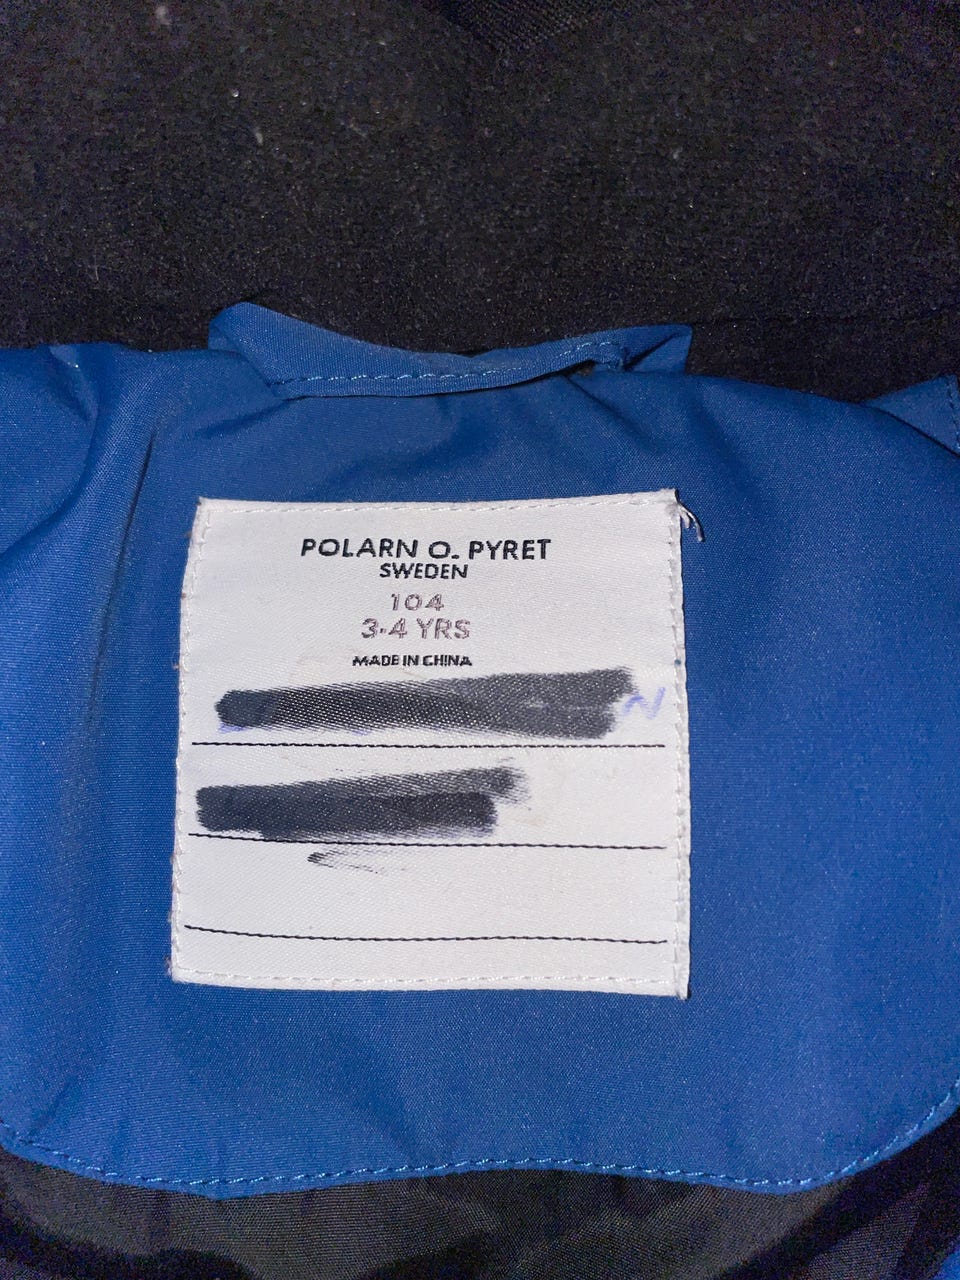 POLARN O. PYRET
SWEDEN
104
3-4 YRS
MADE IN CHINA
N